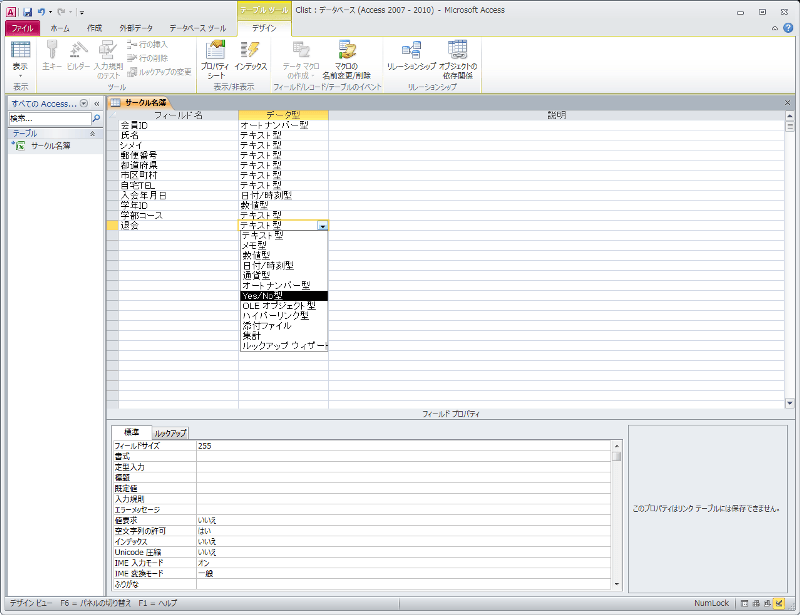 テーブル ツール
Clist : データベース (Access 2007 - 2010) - Microsoft Access
ファイル ホーム 作成 外部データ データベース ツール デザイン
表示
主キー
ビルダー
入力規則のテスト
行の挿入
行の削除
ルックアップの変更
プロパティ シート
インデックス
データ マクロの作成
マクロの名前変更/削除
リレーションシップ
オブジェクトの依存関係
表示 ツール 表示/非表示 フィールド/レコード/テーブルのイベント リレーションシップ
すべての Access...
検索...
テーブル
サークル名簿
サークル名簿
フィールド名 データ型 説明
会員ID オートナンバー型
氏名 テキスト型
シメイ テキスト型
郵便番号 テキスト型
都道府県 テキスト型
市区町村 テキスト型
自宅TEL テキスト型
入会年月日 日付/時刻型
学年ID 数値型
学部コース テキスト型
退会 テキスト型
テキスト型
メモ型
数値型
日付/時刻型
通貨型
オートナンバー型
Yes/No型
OLE オブジェクト型
ハイパーリンク型
添付ファイル
集計
ルックアップ ウィザード
フィールド プロパティ
標準 ルックアップ
フィールドサイズ 255
書式
定型入力
標題
既定値
入力規則
エラーメッセージ
値要求 いいえ
空文字列の許可 はい
インデックス いいえ
Unicode 圧縮 いいえ
IME 入力モード オン
IME 変換モード 一般
ふりがな
このプロパティはリンク テーブルには保存できません。
デザイン ビュー F6 = パネルの切り替え F1 = ヘルプ NumLock